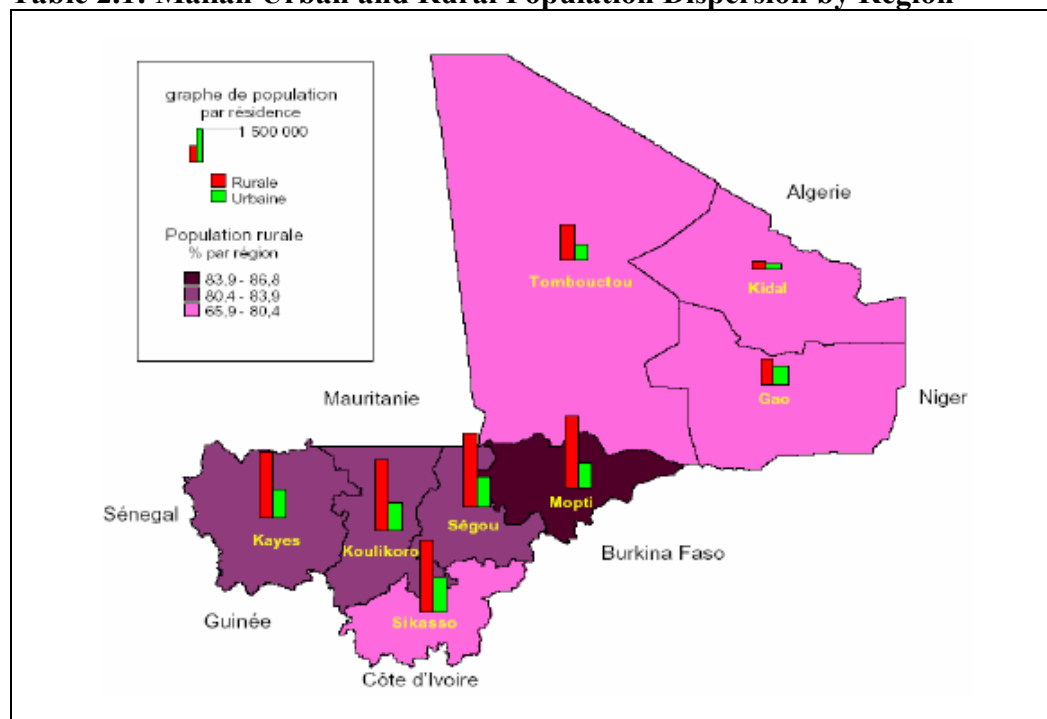 Table 2.1: Malian Urban and Rural Population Dispersion by Region
graphe de population
par résidence
1 500 000
Rurale
Urbaine
Population rurale
% par région
83,9 - 86,8
80,4 - 83,9
65,9 - 80,4
Algerie
Tombouctou
Kidal
Gao
Niger
Mauritanie
Mopti
Sénegal
Kayes
Koulikoro
Ségou
Burkina Faso
Guinée
Sikasso
Côte d'Ivoire